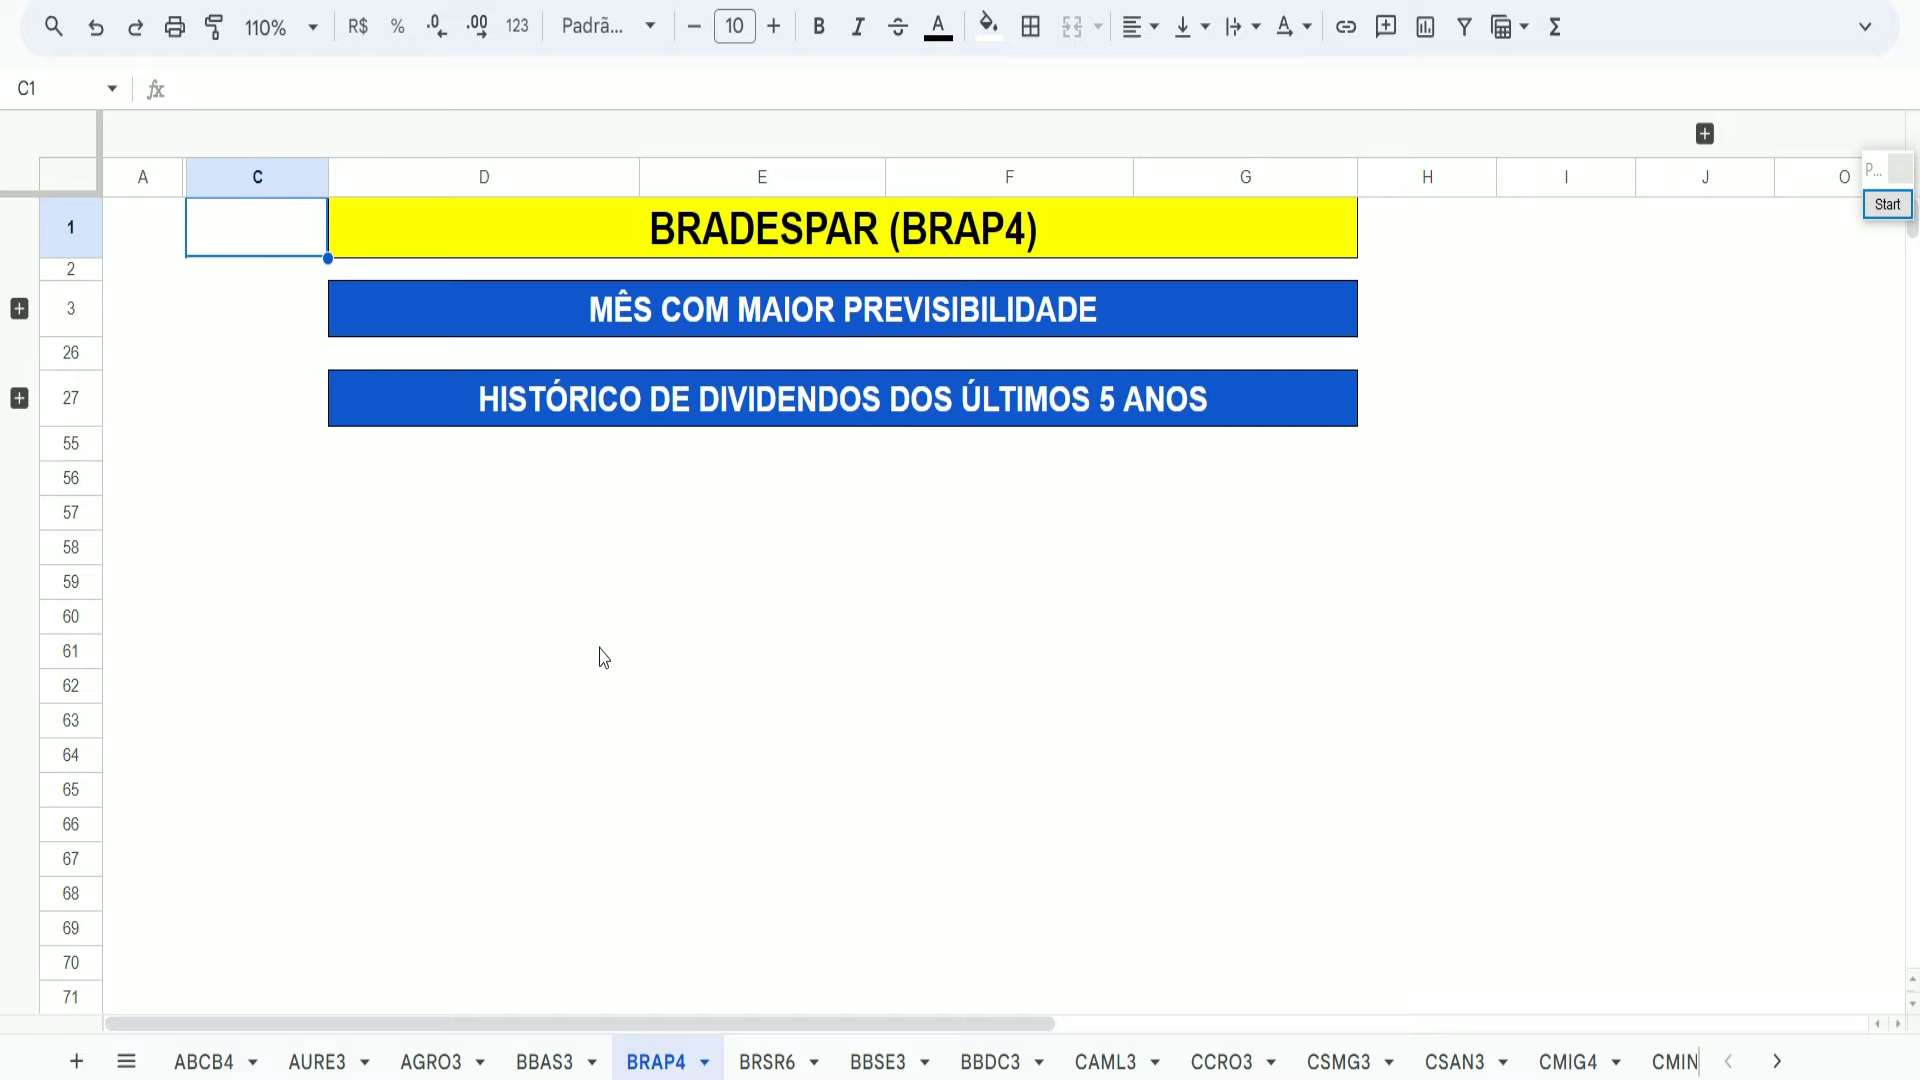 110% R$ % .0 .00 123 Padrã... 10 B I A
C1 fx
A C D E F G H I J O P...
Start
1 BRADESPAR (BRAP4)
2
3 MÊS COM MAIOR PREVISIBILIDADE
26
27 HISTÓRICO DE DIVIDENDOS DOS ÚLTIMOS 5 ANOS
55
56
57
58
59
60
61
62
63
64
65
66
67
68
69
70
71
ABCB4 AURE3 AGRO3 BBAS3 BRAP4 BRSR6 BBSE3 BBDC3 CAML3 CCRO3 CSMG3 CSAN3 CMIG4 CMIN